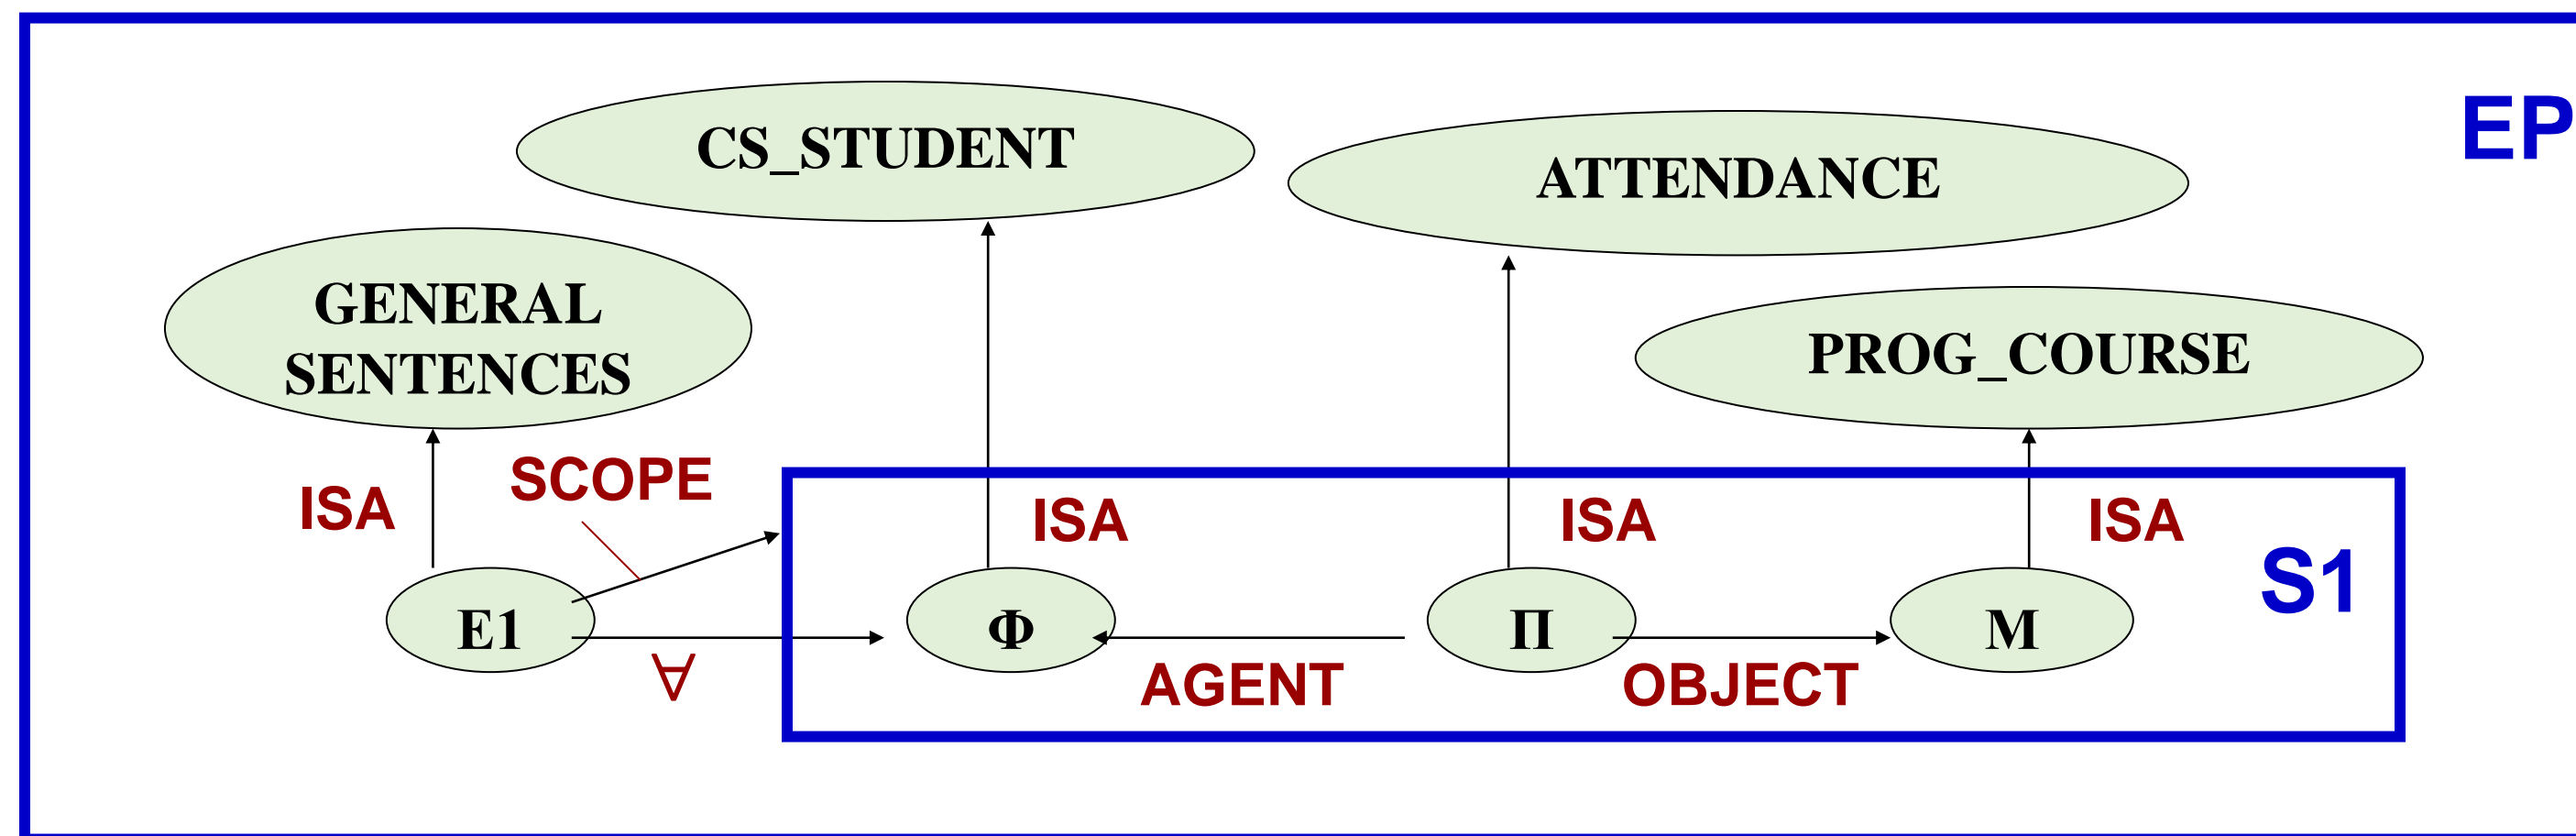 EP
CS_STUDENT
ATTENDANCE
GENERAL
SENTENCES
PROG_COURSE
SCOPE
ISA
ISA
ISA
ISA
S1
E1
Φ
Π
M
∀
AGENT
OBJECT